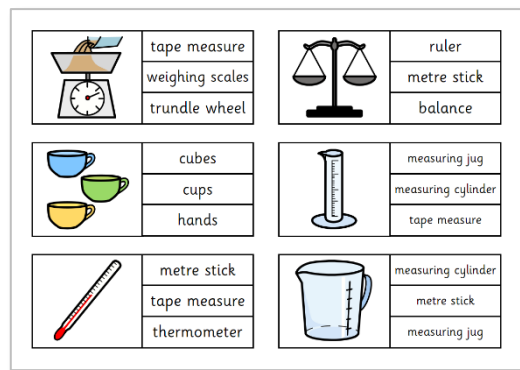 tape measure
weighing scales
trundle wheel
ruler
metre stick
balance
cubes
cups
hands
measuring jug
measuring cylinder
tape measure
metre stick
tape measure
thermometer
measuring cylinder
metre stick
measuring jug